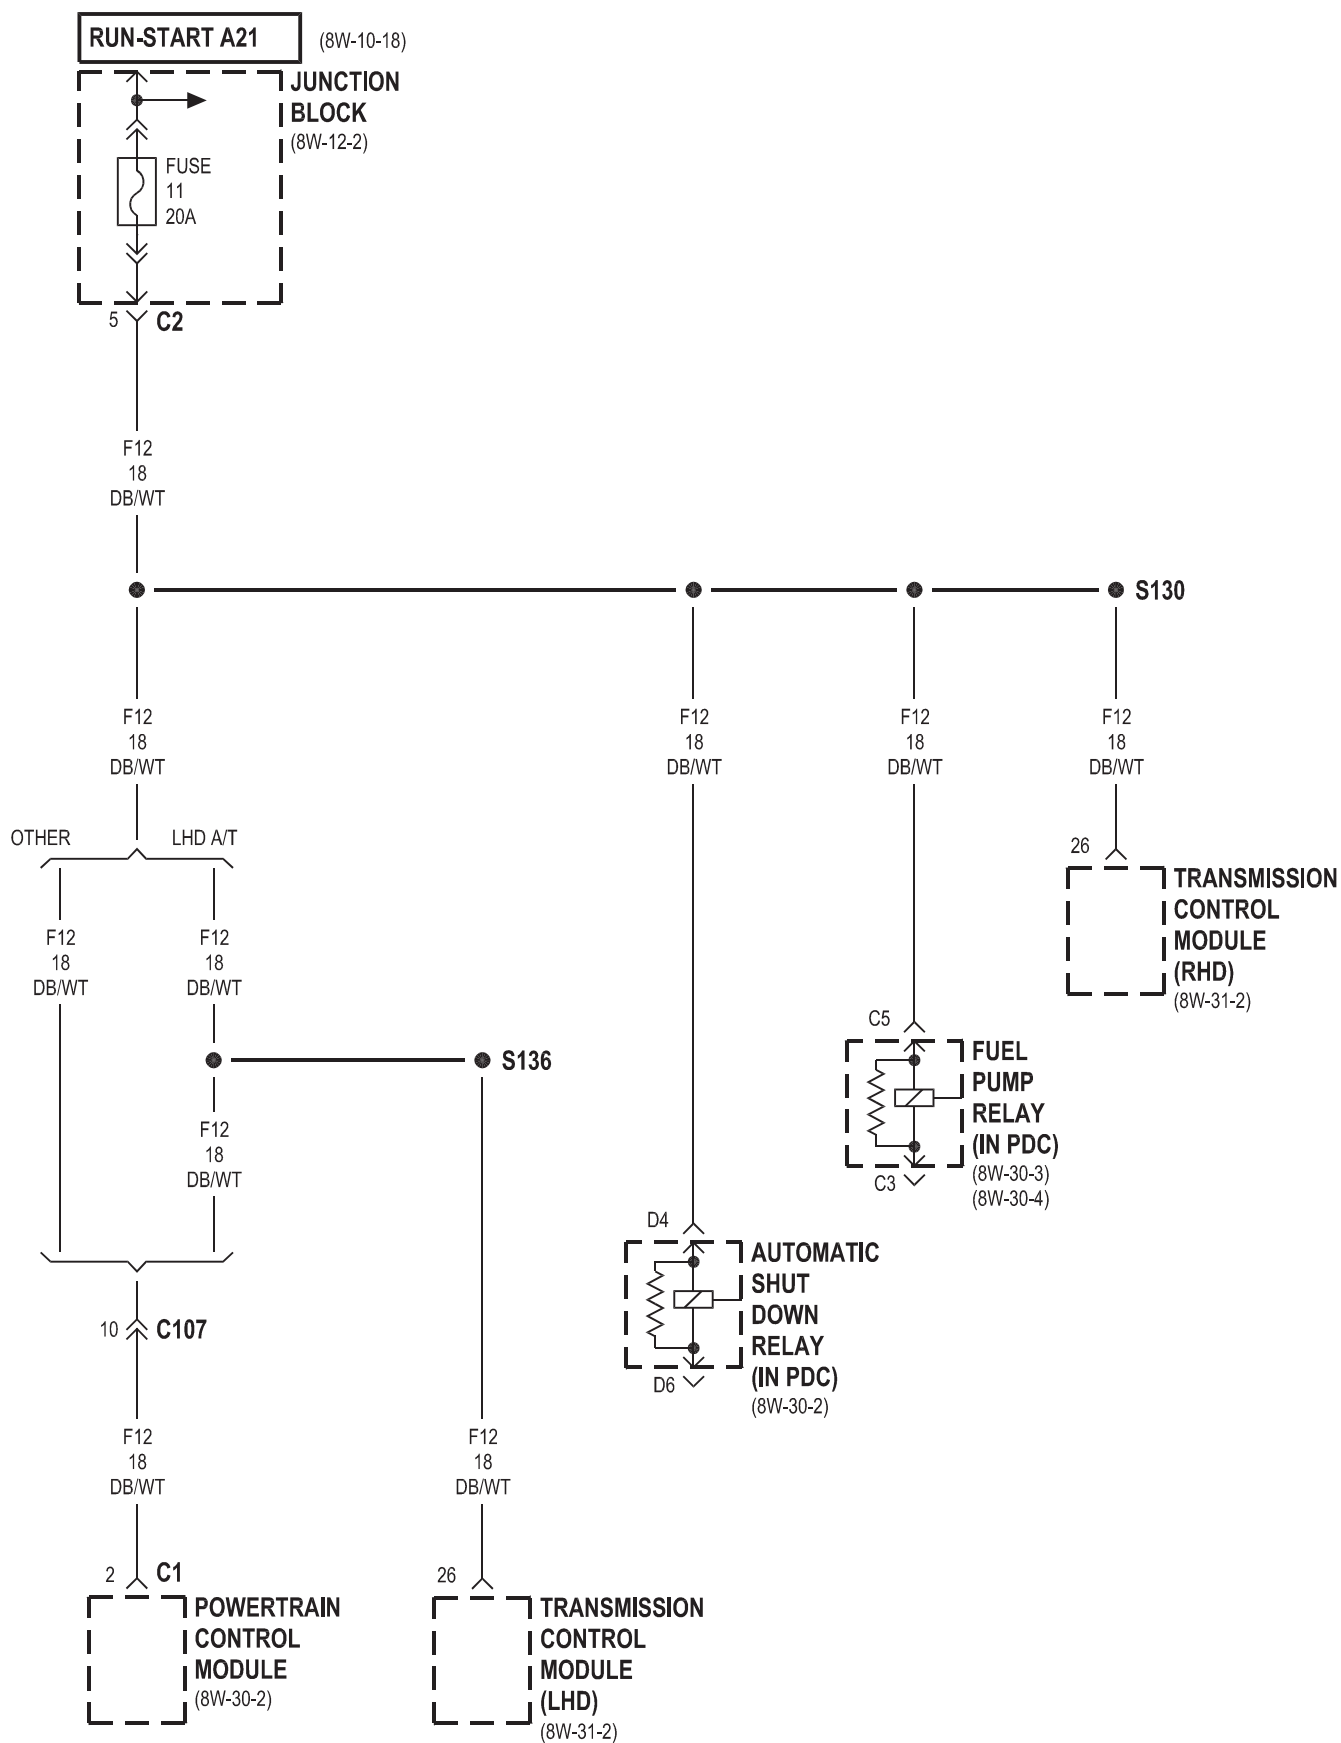 RUN-START A21
(8W-10-18)
JUNCTION
BLOCK
(8W-12-2)
FUSE
11
20A
5
C2
F12
18
DB/WT
S130
F12
18
DB/WT
F12
18
DB/WT
F12
18
DB/WT
F12
18
DB/WT
OTHER
LHD A/T
26
TRANSMISSION
CONTROL
MODULE
(RHD)
(8W-31-2)
F12
18
DB/WT
F12
18
DB/WT
C5
FUEL
PUMP
RELAY
(IN PDC)
(8W-30-3)
(8W-30-4)
C3
S136
F12
18
DB/WT
D4
AUTOMATIC
SHUT
DOWN
RELAY
(IN PDC)
(8W-30-2)
D6
10
C107
F12
18
DB/WT
F12
18
DB/WT
2
C1
POWERTRAIN
CONTROL
MODULE
(8W-30-2)
26
TRANSMISSION
CONTROL
MODULE
(LHD)
(8W-31-2)